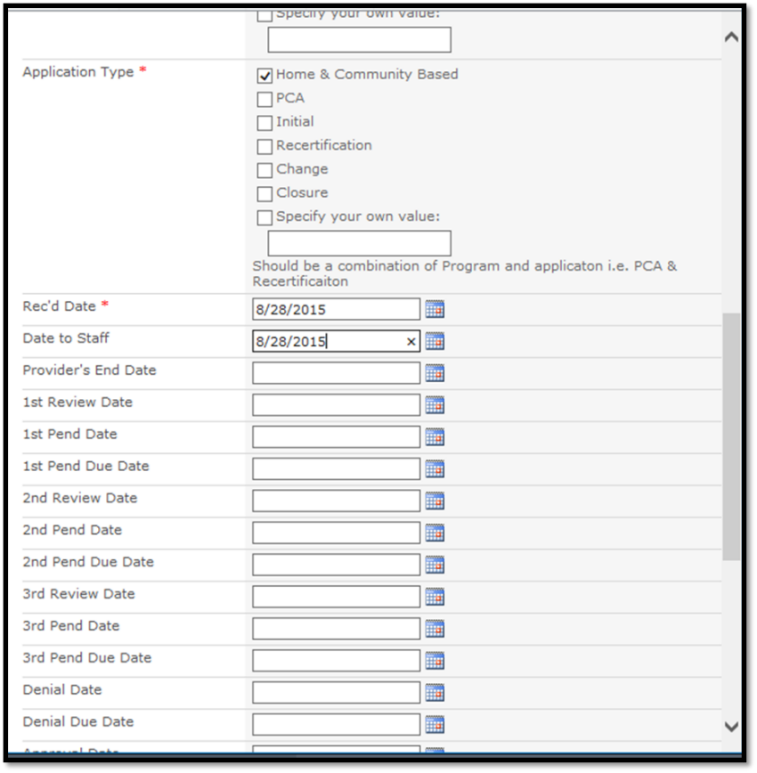 Specify your own value:
Application Type *
Home & Community Based
PCA
Initial
Recertification
Change
Closure
Specify your own value:
Should be a combination of Program and applicaton i.e. PCA &
Recertificaiton
Rec'd Date * 8/28/2015
Date to Staff 8/28/2015 ×
Provider's End Date
1st Review Date
1st Pend Date
1st Pend Due Date
2nd Review Date
2nd Pend Date
2nd Pend Due Date
3rd Review Date
3rd Pend Date
3rd Pend Due Date
Denial Date
Denial Due Date
Approval Date